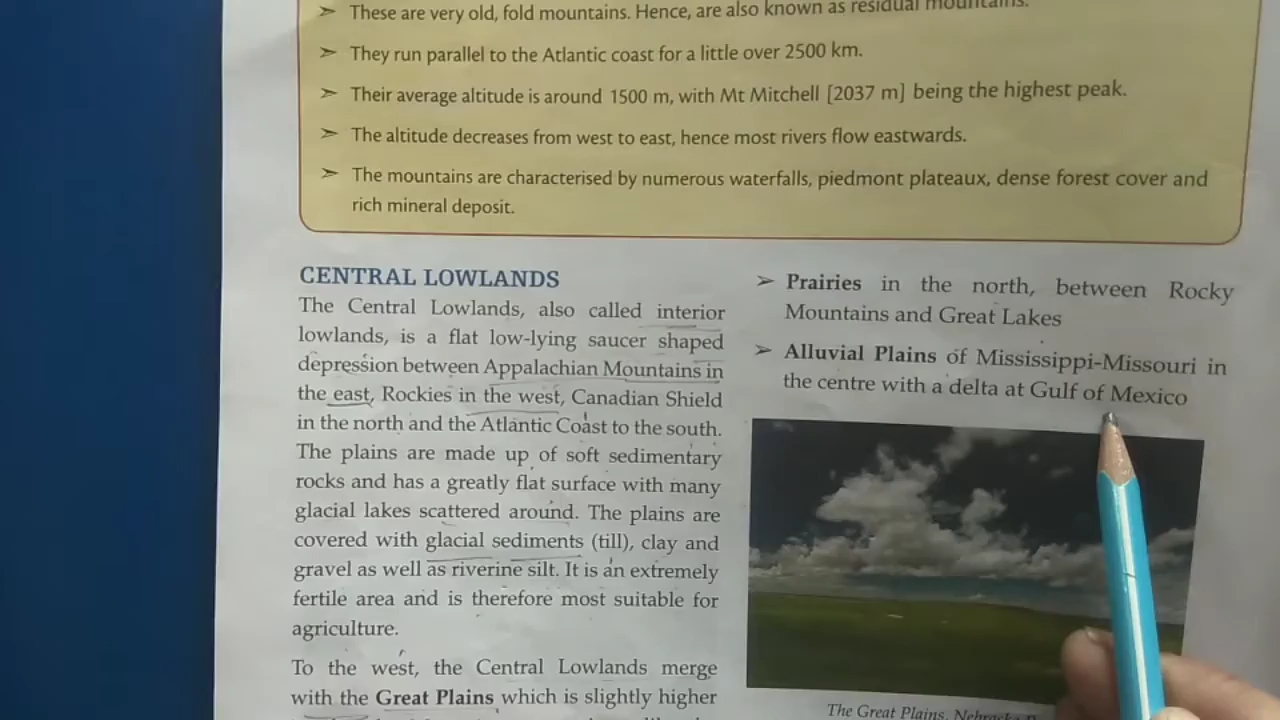 ➢ These are very old, fold mountains. Hence, are also known as residual mountains.
➢ They run parallel to the Atlantic coast for a little over 2500 km.
➢ Their average altitude is around 1500 m, with Mt Mitchell [2037 m] being the highest peak.
➢ The altitude decreases from west to east, hence most rivers flow eastwards.
➢ The mountains are characterised by numerous waterfalls, piedmont plateaux, dense forest cover and
rich mineral deposit.
CENTRAL LOWLANDS
The Central Lowlands, also called interior
lowlands, is a flat low-lying saucer shaped
depression between Appalachian Mountains in
the east, Rockies in the west, Canadian Shield
in the north and the Atlantic Coast to the south.
The plains are made up of soft sedimentary
rocks and has a greatly flat surface with many
glacial lakes scattered around. The plains are
covered with glacial sediments (till), clay and
gravel as well as riverine silt. It is an extremely
fertile area and is therefore most suitable for
agriculture.
To the west, the Central Lowlands merge
with the Great Plains which is slightly higher
➢ Prairies in the north, between Rocky
Mountains and Great Lakes
➢ Alluvial Plains of Mississippi-Missouri in
the centre with a delta at Gulf of Mexico
The Great Plains,